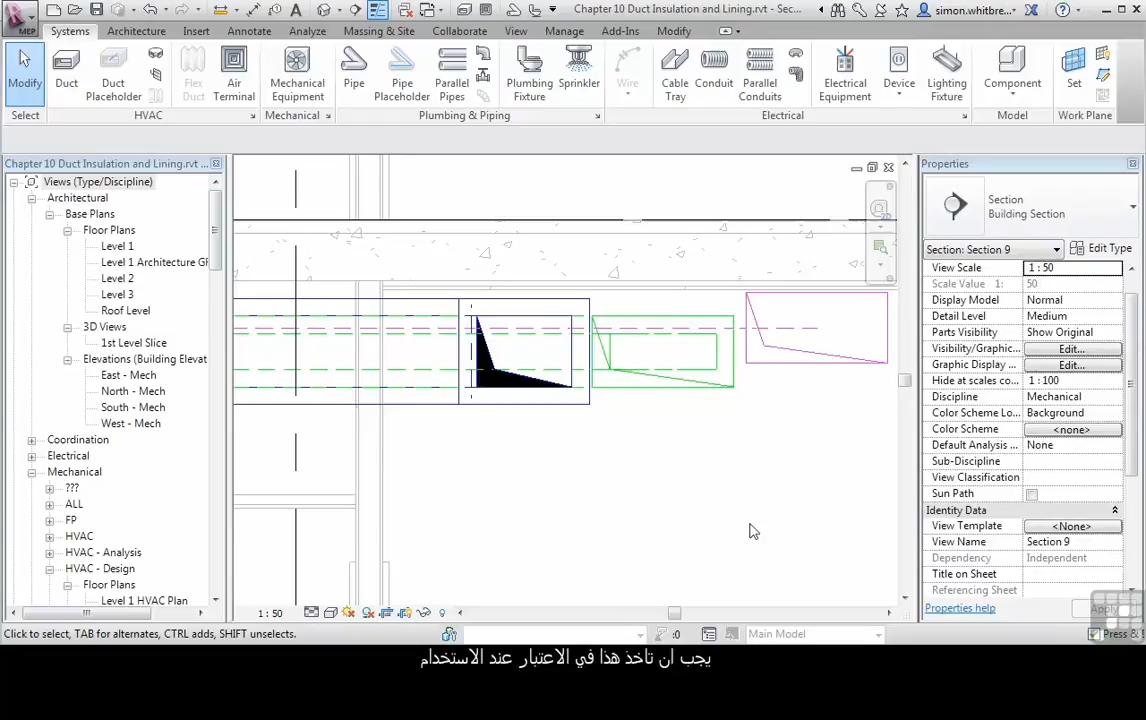 Chapter 10 Duct Insulation and Lining.rvt - Sec... simon.whitbre...
MEP
Systems Architecture Insert Annotate Analyze Massing & Site Collaborate View Manage Add-Ins Modify
Modify Duct Duct Placeholder Flex Duct Air Terminal Mechanical Equipment Pipe Pipe Placeholder Parallel Pipes Plumbing Fixture Sprinkler Wire Cable Tray Conduit Parallel Conduits Electrical Equipment Device Lighting Fixture Component Set
Select HVAC Mechanical Plumbing & Piping Electrical Model Work Plane
Chapter 10 Duct Insulation and Lining.rvt ...
Views (Type/Discipline)
Architectural
Base Plans
Floor Plans
Level 1
Level 1 Architecture GF
Level 2
Level 3
Roof Level
3D Views
1th Level Slice
Elevations (Building Elevat
East - Mech
North - Mech
South - Mech
West - Mech
Coordination
Electrical
Mechanical
???
ALL
FP
HVAC
HVAC - Analysis
HVAC - Design
Floor Plans
Level 1 HVAC Plan
1 : 50
Properties
Section
Building Section
Section: Section 9 Edit Type
View Scale 1 : 50
Scale Value 1: 50
Display Model Normal
Detail Level Medium
Parts Visibility Show Original
Visibility/Graphic... Edit...
Graphic Display ... Edit...
Hide at scales co... 1 : 100
Discipline Mechanical
Color Scheme Lo... Background
Color Scheme <none>
Default Analysis ... None
Sub-Discipline
View Classification
Sun Path
Identity Data
View Template <None>
View Name Section 9
Dependency Independent
Title on Sheet
Referencing Sheet
Properties help Apply
Click to select, TAB for alternates, CTRL adds, SHIFT unselects. :0 Main Model Press &
يجب ان تاخذ هذا في الاعتبار عند الاستخدام